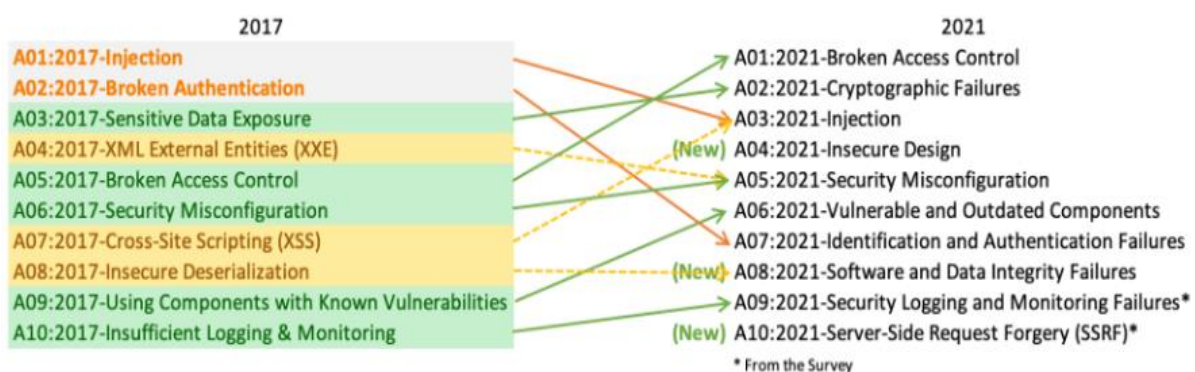 2017
A01:2017-Injection
A02:2017-Broken Authentication
A03:2017-Sensitive Data Exposure
A04:2017-XML External Entities (XXE)
A05:2017-Broken Access Control
A06:2017-Security Misconfiguration
A07:2017-Cross-Site Scripting (XSS)
A08:2017-Insecure Deserialization
A09:2017-Using Components with Known Vulnerabilities
A10:2017-Insufficient Logging & Monitoring
2021
A01:2021-Broken Access Control
A02:2021-Cryptographic Failures
A03:2021-Injection
(New) A04:2021-Insecure Design
A05:2021-Security Misconfiguration
A06:2021-Vulnerable and Outdated Components
A07:2021-Identification and Authentication Failures
(New) A08:2021-Software and Data Integrity Failures
A09:2021-Security Logging and Monitoring Failures*
(New) A10:2021-Server-Side Request Forgery (SSRF)*
* From the Survey